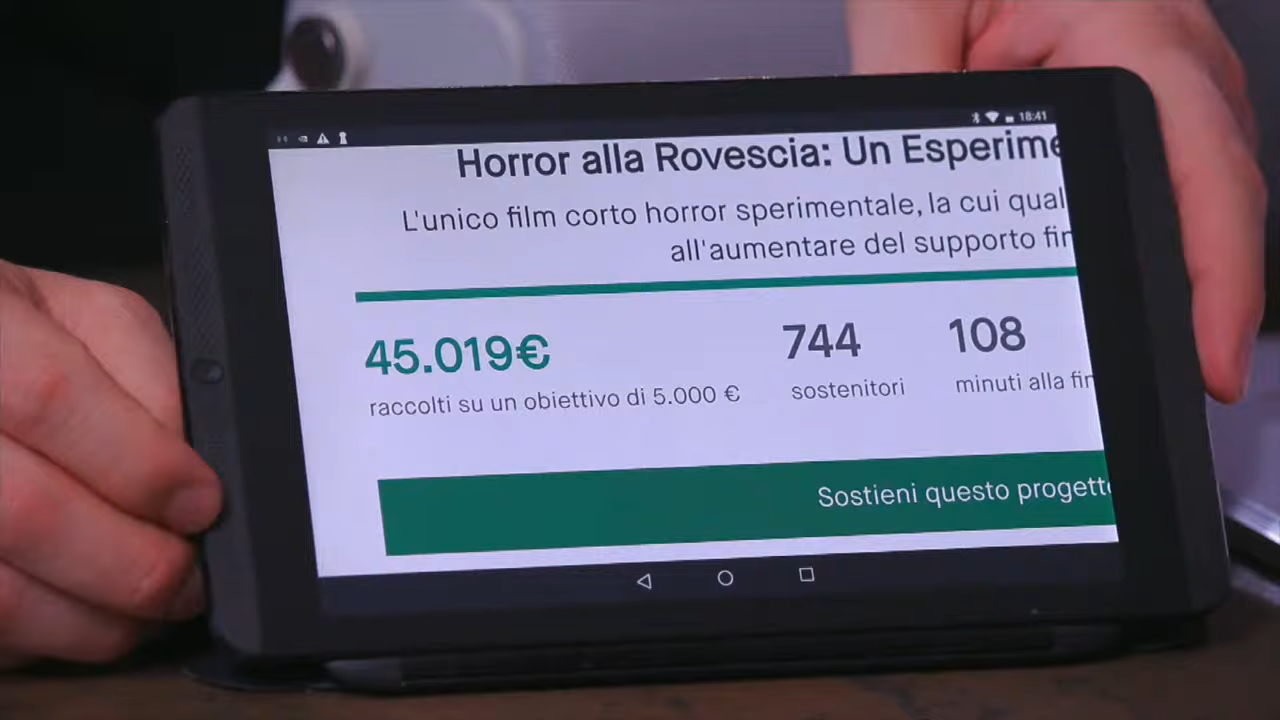 18:41
Horror alla Rovescia: Un Esperime
L'unico film corto horror sperimentale, la cui qual
all'aumentare del supporto fin
45.019€ 744 108
raccolti su un obiettivo di 5.000 € sostenitori minuti alla fin
Sostieni questo progetto